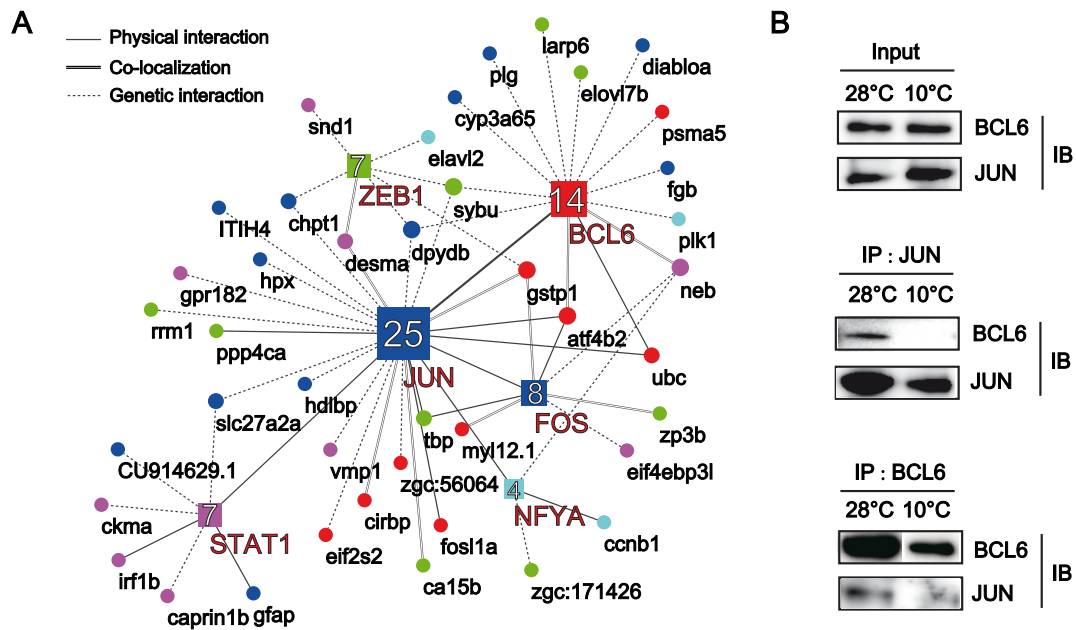 A
Physical interaction
Co-localization
Genetic interaction
larp6
plg
diabloa
elovl7b
cyp3a65
snd1
psma5
elavl2
7
ZEB1
14
BCL6
fgb
sybu
chpt1
ITIH4
dpydb
plk1
desma
hpx
gpr182
gstp1
neb
rrm1
25
JUN
atf4b2
ppp4ca
ubc
hdlbp
8
FOS
slc27a2a
tbp
myl12.1
zp3b
CU914629.1
vmp1
zgc:56064
eif4ebp3l
4
NFYA
ckma
7
STAT1
cirbp
eif2s2
fosl1a
ccnb1
irf1b
ca15b
zgc:171426
caprin1b
gfap
B
Input
28°C 10°C
BCL6
JUN
IB
IP : JUN
28°C 10°C
BCL6
JUN
IB
IP : BCL6
28°C 10°C
BCL6
JUN
IB